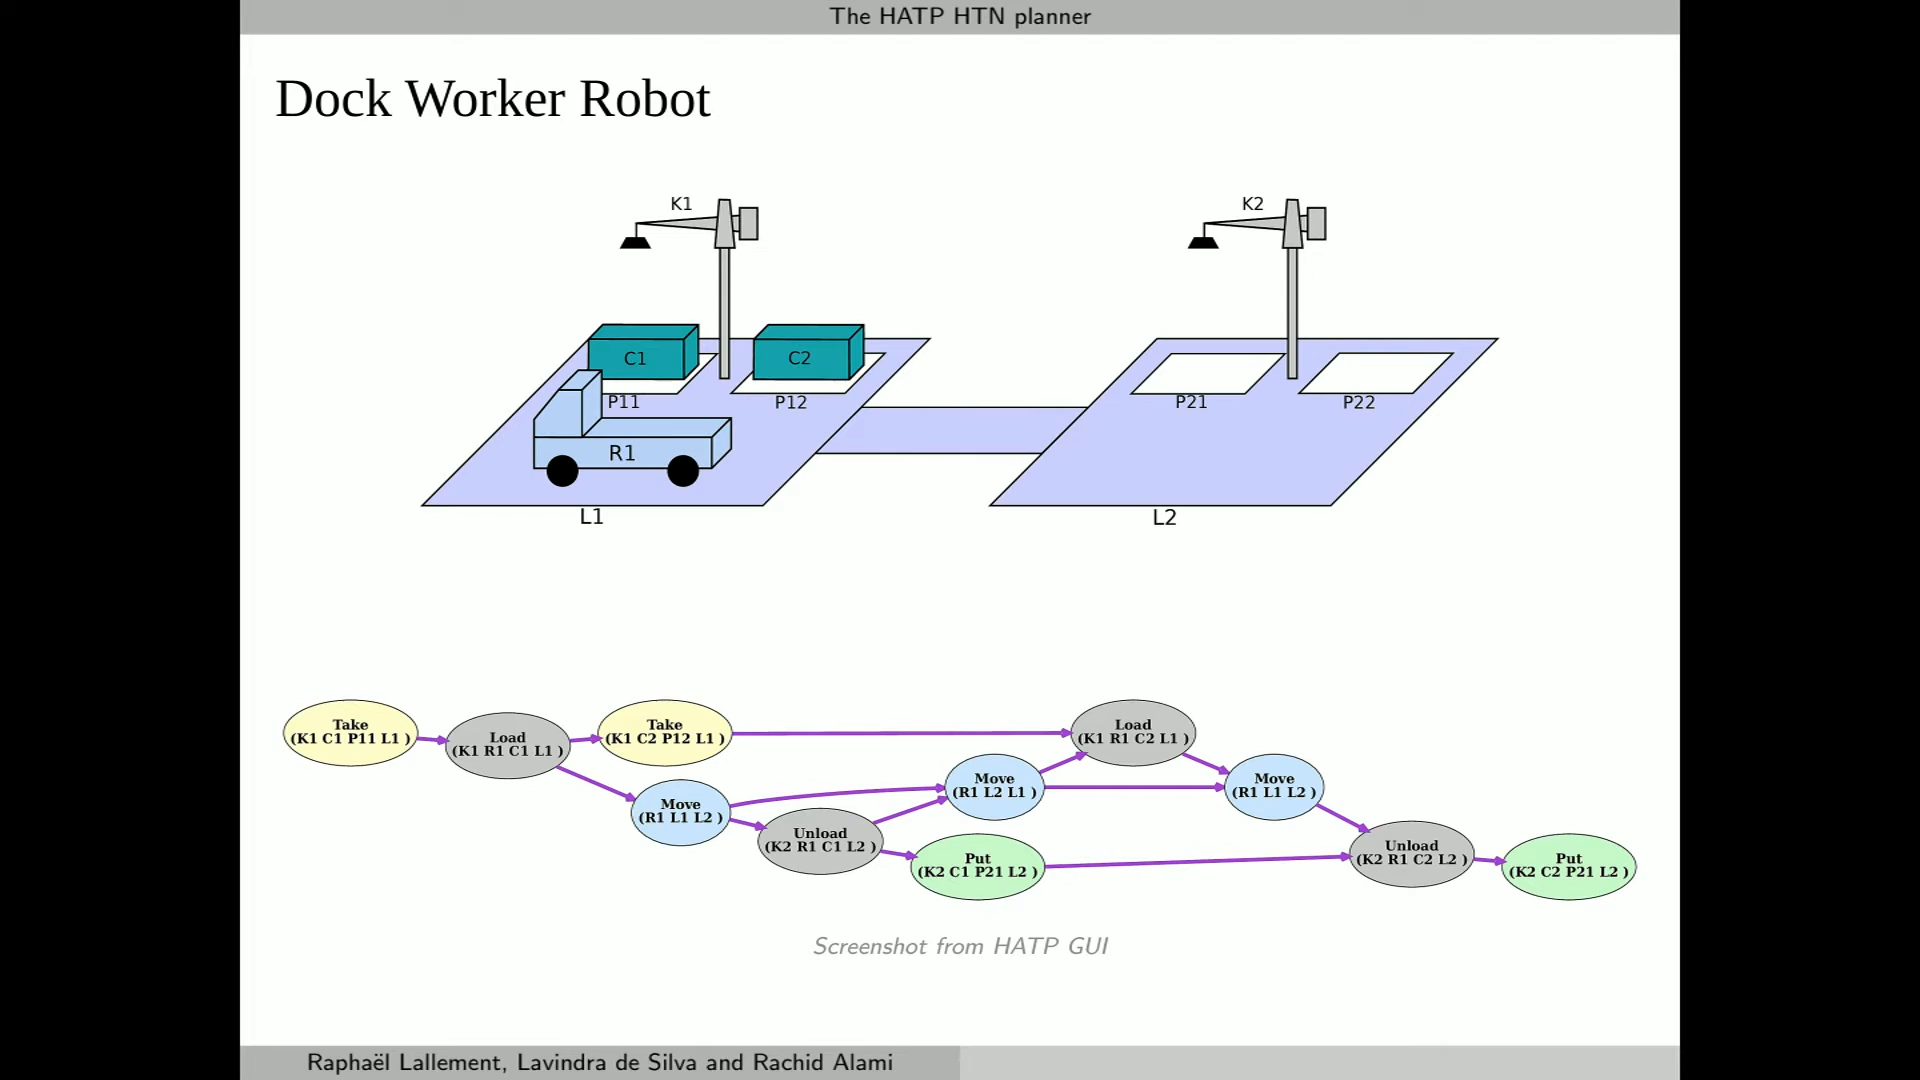 The HATP HTN planner
Dock Worker Robot
K1
K2
C1
C2
P11
P12
P21
P22
R1
L1
L2
Take
(K1 C1 P11 L1 )
Load
(K1 R1 C1 L1 )
Take
(K1 C2 P12 L1 )
Move
(R1 L1 L2 )
Unload
(K2 R1 C1 L2 )
Move
(R1 L2 L1 )
Put
(K2 C1 P21 L2 )
Load
(K1 R1 C2 L1 )
Move
(R1 L1 L2 )
Unload
(K2 R1 C2 L2 )
Put
(K2 C2 P21 L2 )
Screenshot from HATP GUI
Raphaël Lallement, Lavindra de Silva and Rachid Alami